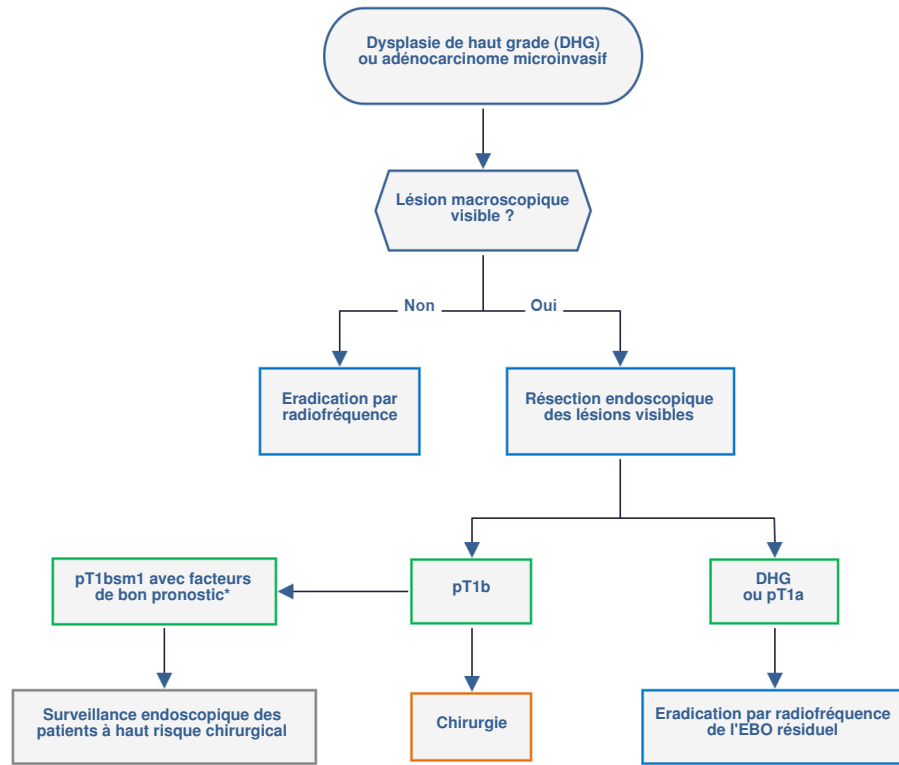 Dysplasie de haut grade (DHG)
ou adénocarcinome microinvasif
Lésion macroscopique
visible ?
Non
Oui
Eradication par
radiofréquence
Résection endoscopique
des lésions visibles
pT1bsm1 avec facteurs
de bon pronostic*
pT1b
DHG
ou pT1a
Surveillance endoscopique des
patients à haut risque chirurgical
Chirurgie
Eradication par radiofréquence
de l'EBO résiduel